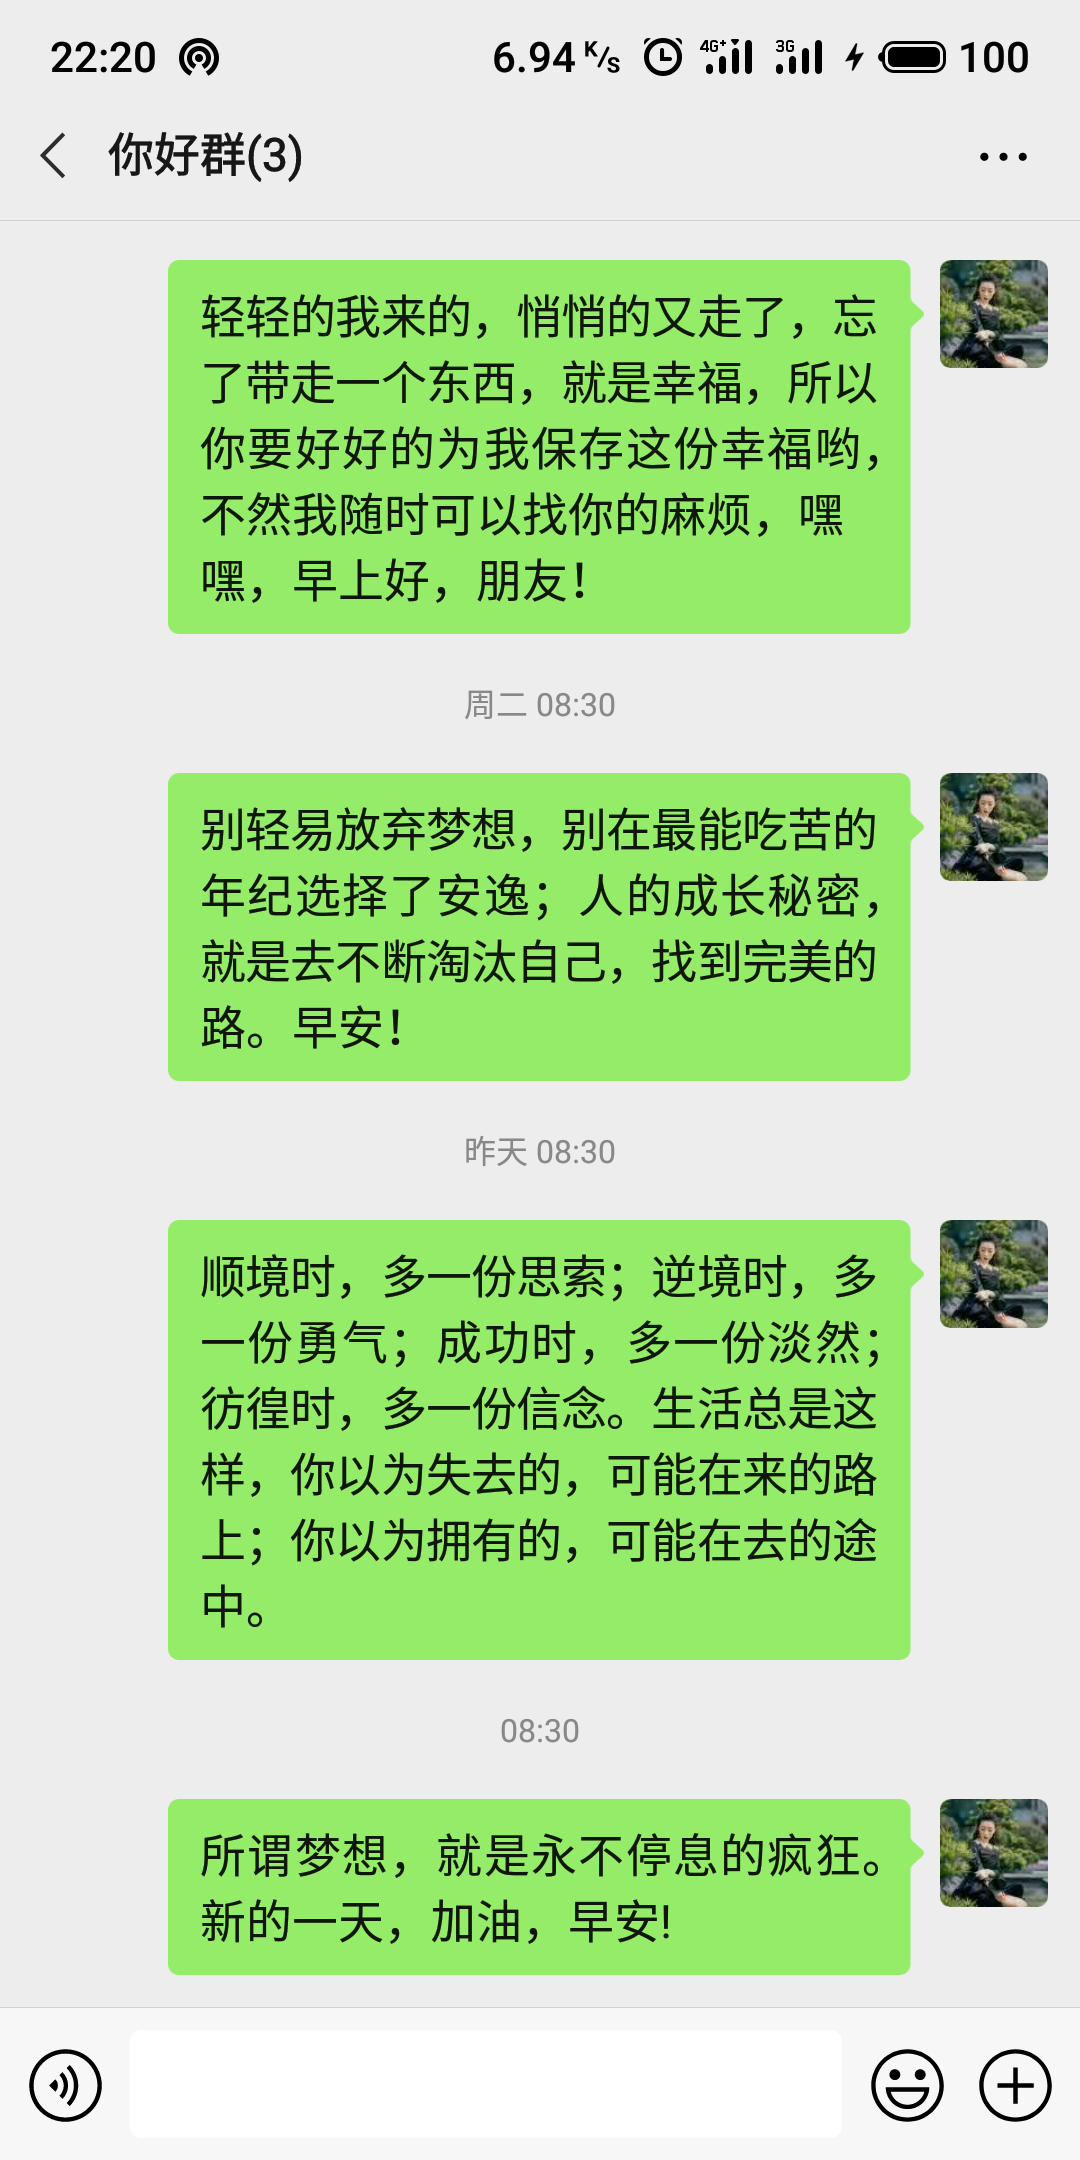 22:20 6.94 K/s 4G+ 3G 100
你好群(3)
轻轻的我来的，悄悄的又走了，忘
了带走一个东西，就是幸福，所以
你要好好的为我保存这份幸福哟，
不然我随时可以找你的麻烦，嘿
嘿，早上好，朋友！
周二 08:30
别轻易放弃梦想，别在最能吃苦的
年纪选择了安逸；人的成长秘密，
就是去不断淘汰自己，找到完美的
路。早安！
昨天 08:30
顺境时，多一份思索；逆境时，多
一份勇气；成功时，多一份淡然；
彷徨时，多一份信念。生活总是这
样，你以为失去的，可能在来的路
上；你以为拥有的，可能在去的途
中。
08:30
所谓梦想，就是永不停息的疯狂。
新的一天，加油，早安!